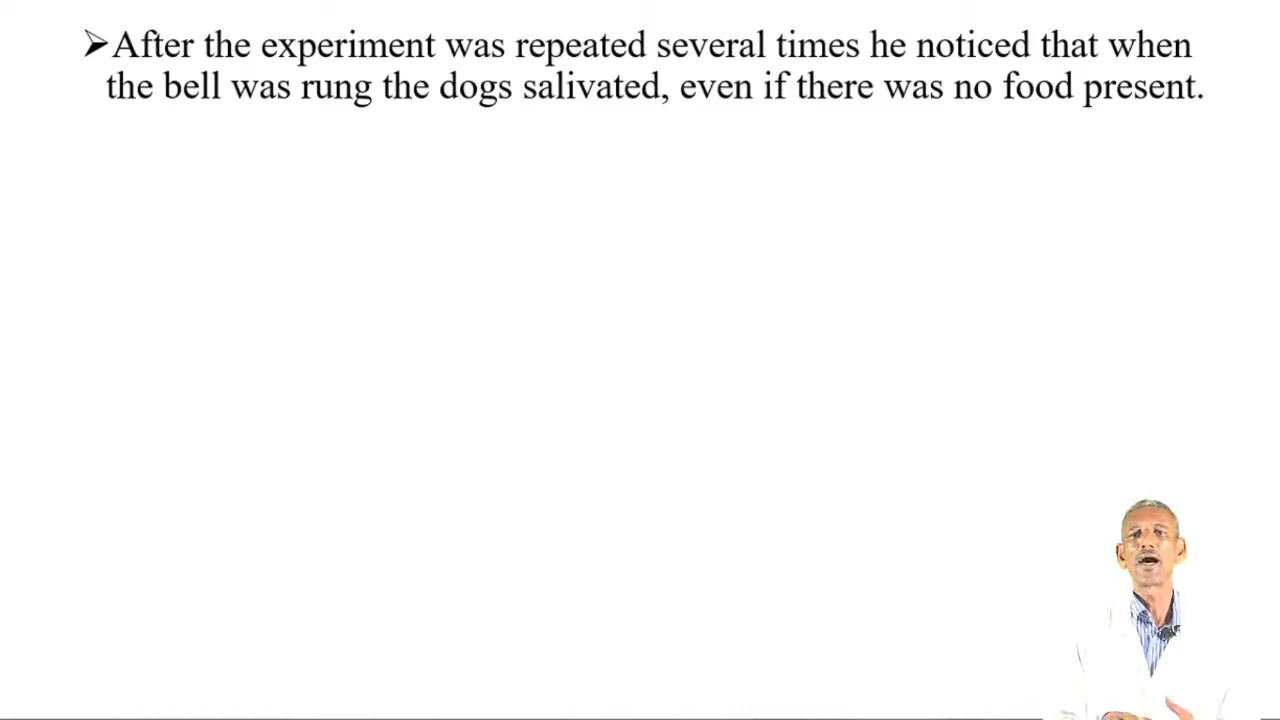 ➢After the experiment was repeated several times he noticed that when
the bell was rung the dogs salivated, even if there was no food present.